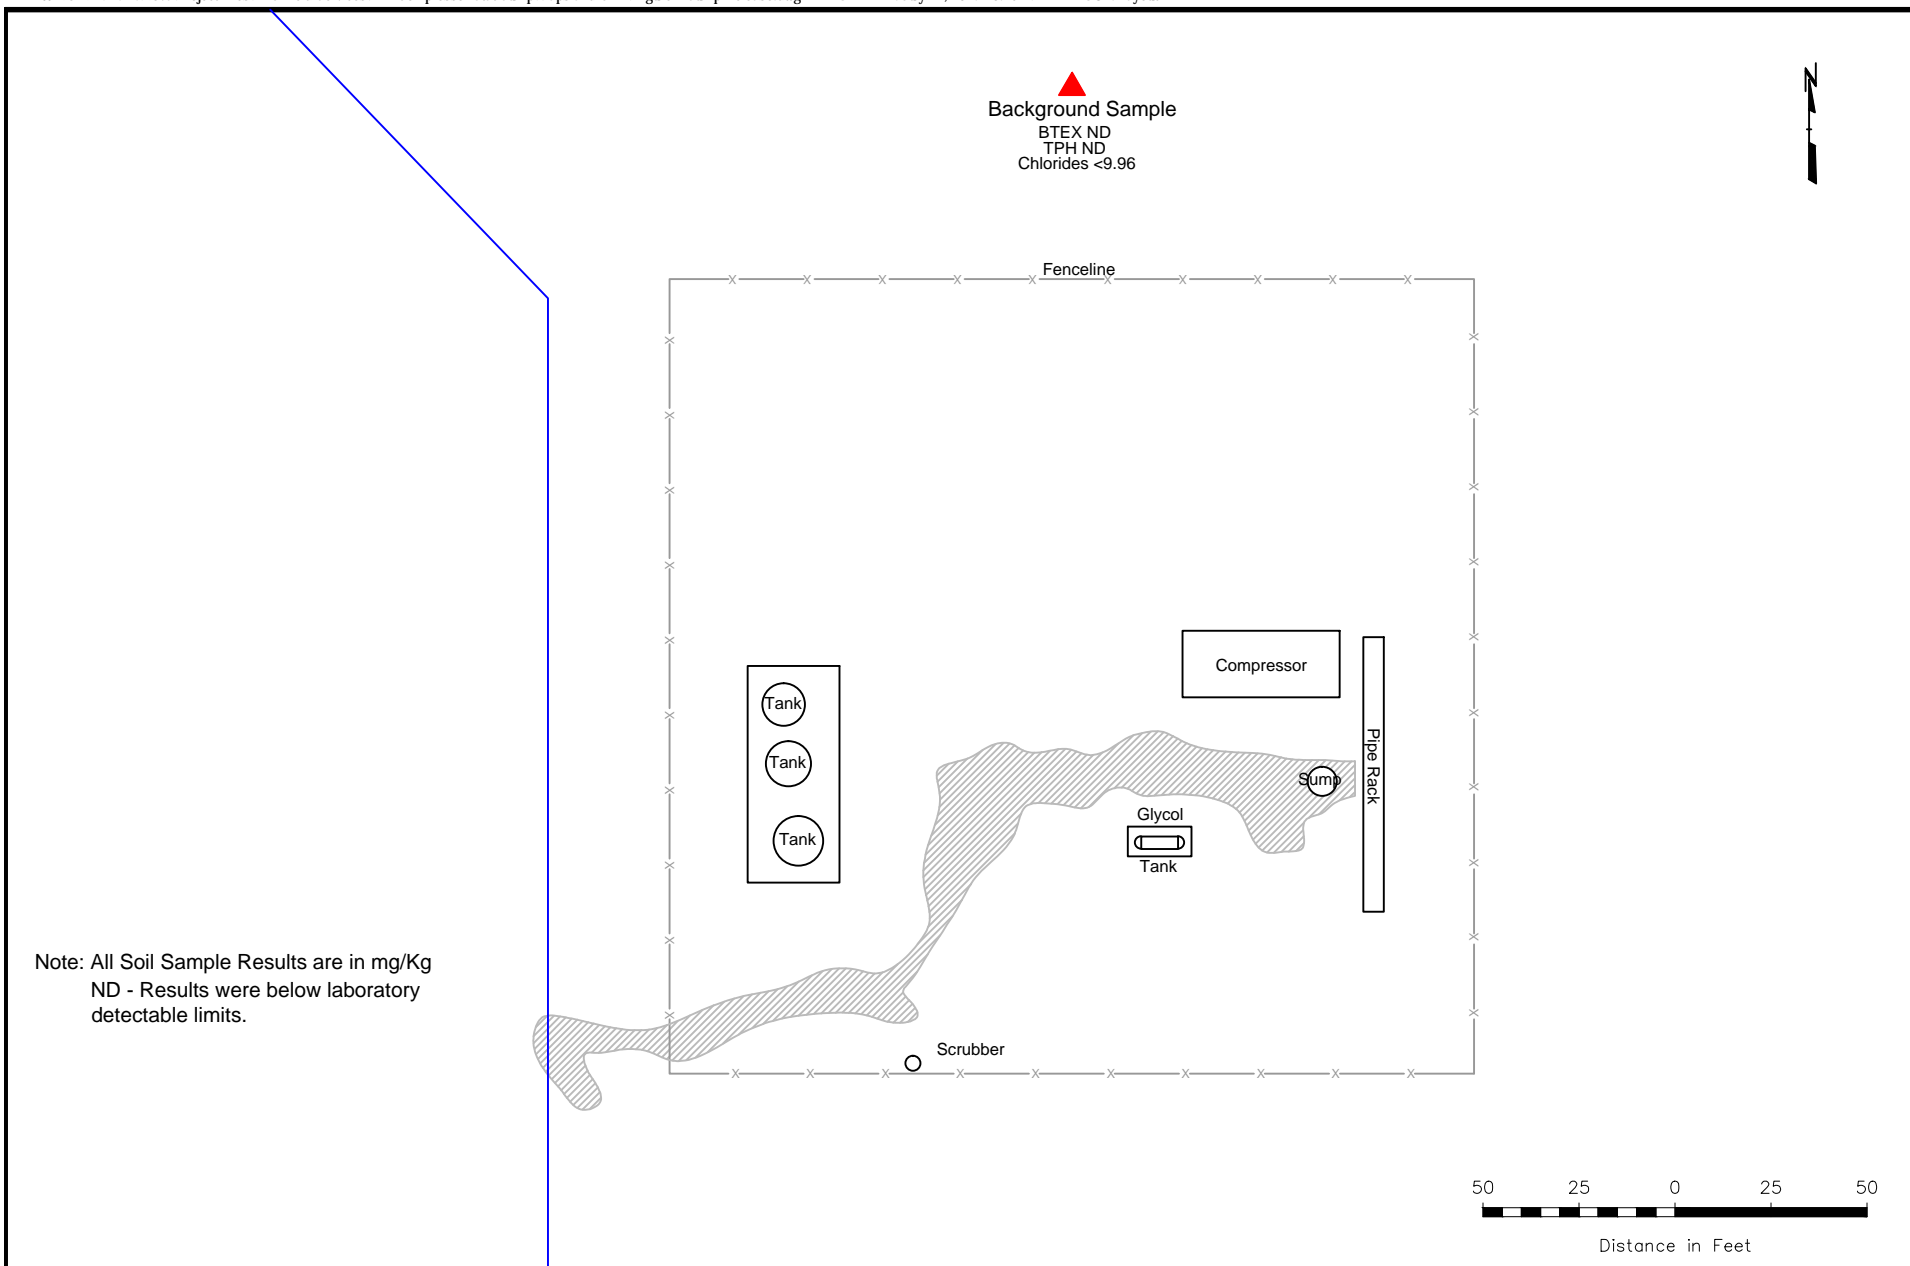 Background Sample
BTEX ND
TPH ND
Chlorides <9.96
N
Fenceline
Compressor
Tank
Tank
Tank
Pipe Rack
Sump
Glycol
Tank
Note: All Soil Sample Results are in mg/Kg
ND - Results were below laboratory
detectable limits.
Scrubber
50 25 0 25 50
Distance in Feet